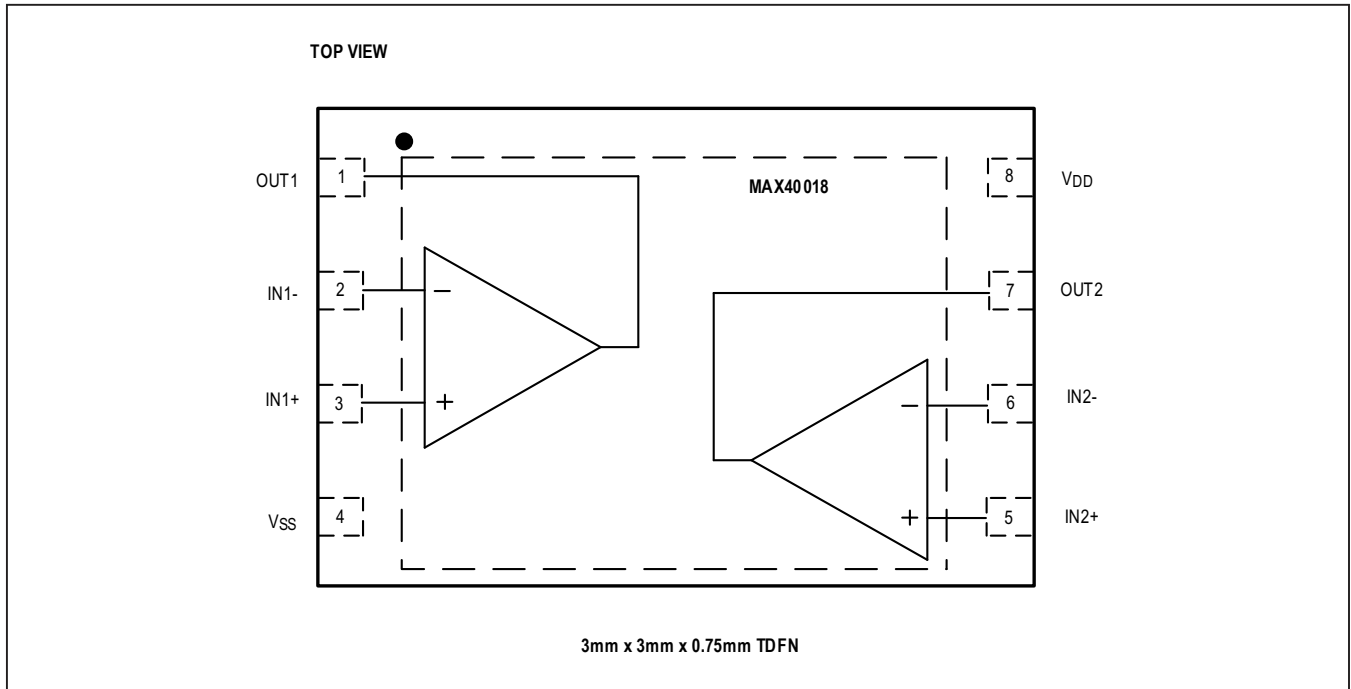 TOP VIEW
OUT1 1
MAX40018
8 VDD
IN1- 2
−
7 OUT2
IN1+ 3
+
−
6 IN2-
VSS 4
+
5 IN2+
3mm x 3mm x 0.75mm TDFN